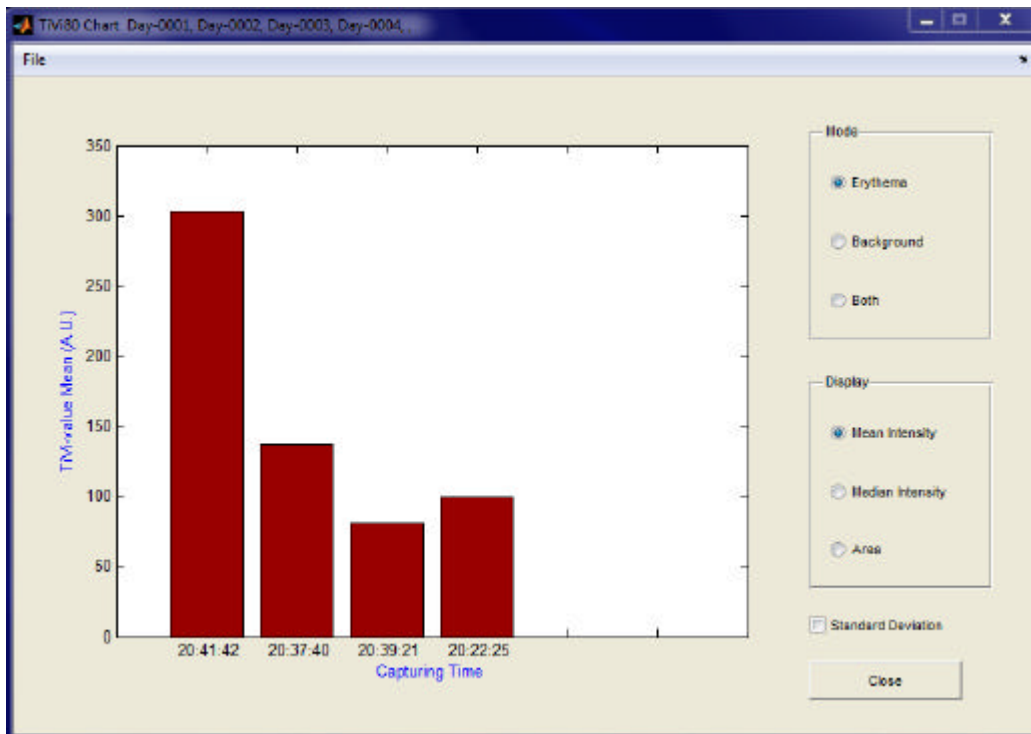 TiVi80 Chart Day-0001, Day-0002, Day-0003, Day-0004, .
File
350
300
250
200
150
100
50
0
TiVi-value Mean (A.U.)
20:41:42 20:37:40 20:39:21 20:22:25
Capturing Time
Mode
Erythema
Background
Both
Display
Mean Intensity
Median Intensity
Area
Standard Deviation
Close